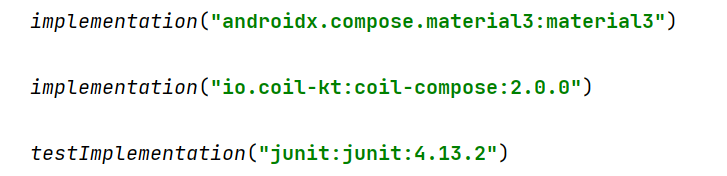 implementation("androidx.compose.material3:material3")
implementation("io.coil-kt:coil-compose:2.0.0")
testImplementation("junit:junit:4.13.2")